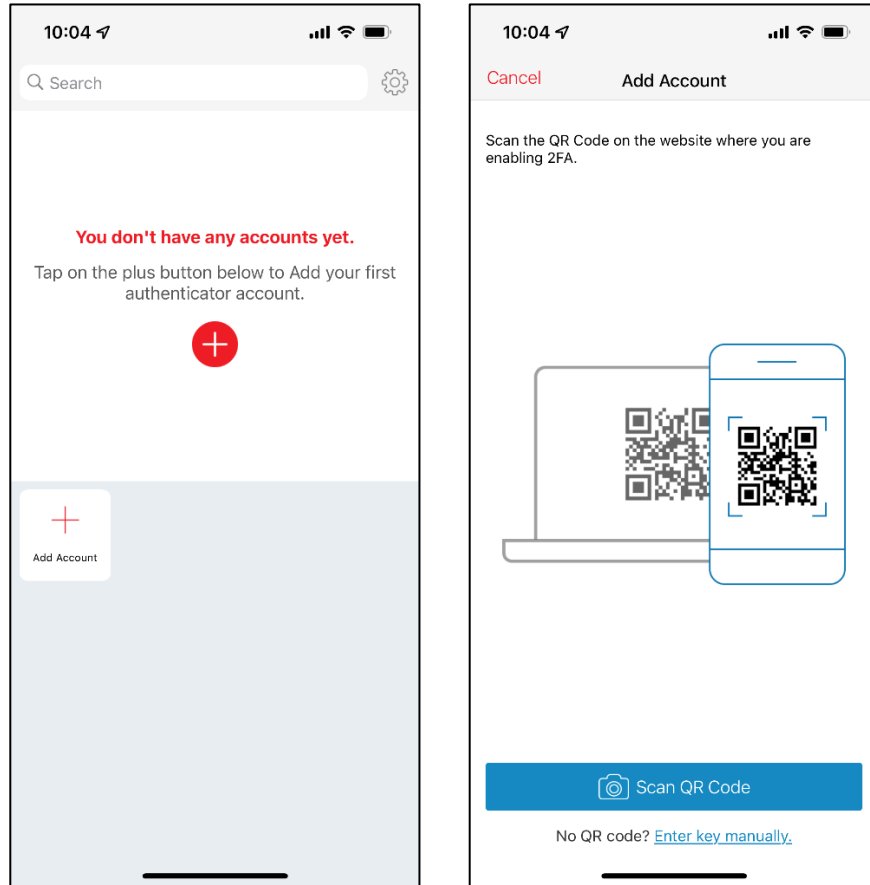 10:04
Search
You don't have any accounts yet.
Tap on the plus button below to Add your first
authenticator account.
Add Account
10:04
Cancel
Add Account
Scan the QR Code on the website where you are
enabling 2FA.
Scan QR Code
No QR code? Enter key manually.